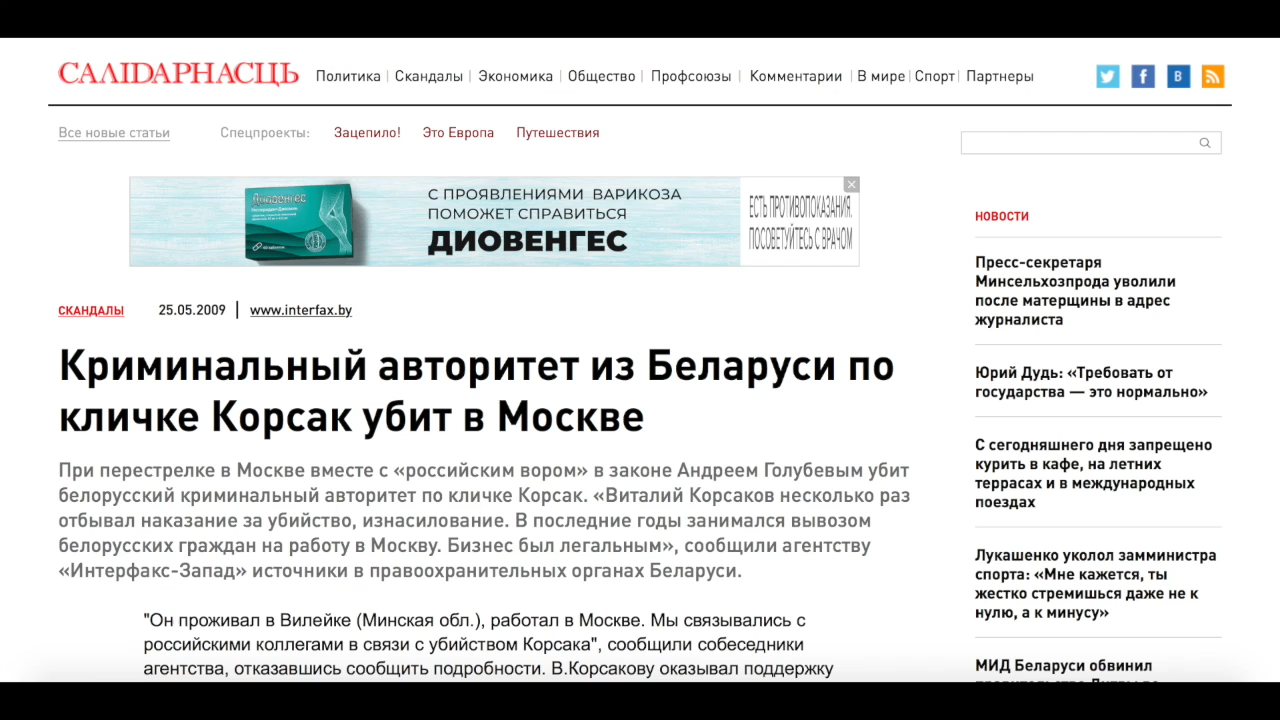 САЛIДАРНАСЦЬ
Политика | Скандалы | Экономика | Общество | Профсоюзы | Комментарии | В мире | Спорт | Партнеры
Все новые статьи
Спецпроекты: Зацепило! Это Европа Путешествия
Диовенгес
С ПРОЯВЛЕНИЯМИ ВАРИКОЗА
ПОМОЖЕТ СПРАВИТЬСЯ
ДИОВЕНГЕС
ЕСТЬ ПРОТИВОПОКАЗАНИЯ.
ПОСОВЕТУЙТЕСЬ С ВРАЧОМ
СКАНДАЛЫ 25.05.2009 | www.interfax.by
Криминальный авторитет из Беларуси по
кличке Корсак убит в Москве
При перестрелке в Москве вместе с «российским вором» в законе Андреем Голубевым убит
белорусский криминальный авторитет по кличке Корсак. «Виталий Корсаков несколько раз
отбывал наказание за убийство, изнасилование. В последние годы занимался вывозом
белорусских граждан на работу в Москву. Бизнес был легальным», сообщили агентству
«Интерфакс-Запад» источники в правоохранительных органах Беларуси.
"Он проживал в Вилейке (Минская обл.), работал в Москве. Мы связывались с
российскими коллегами в связи с убийством Корсака", сообщили собеседники
агентства, отказавшись сообщить подробности. В.Корсакову оказывал поддержку
НОВОСТИ
Пресс-секретаря
Минсельхозпрода уволили
после матерщины в адрес
журналиста
Юрий Дудь: «Требовать от
государства — это нормально»
С сегодняшнего дня запрещено
курить в кафе, на летних
террасах и в международных
поездах
Лукашенко уколол замминистра
спорта: «Мне кажется, ты
жестко стремишься даже не к
нулю, а к минусу»
МИД Беларуси обвинил